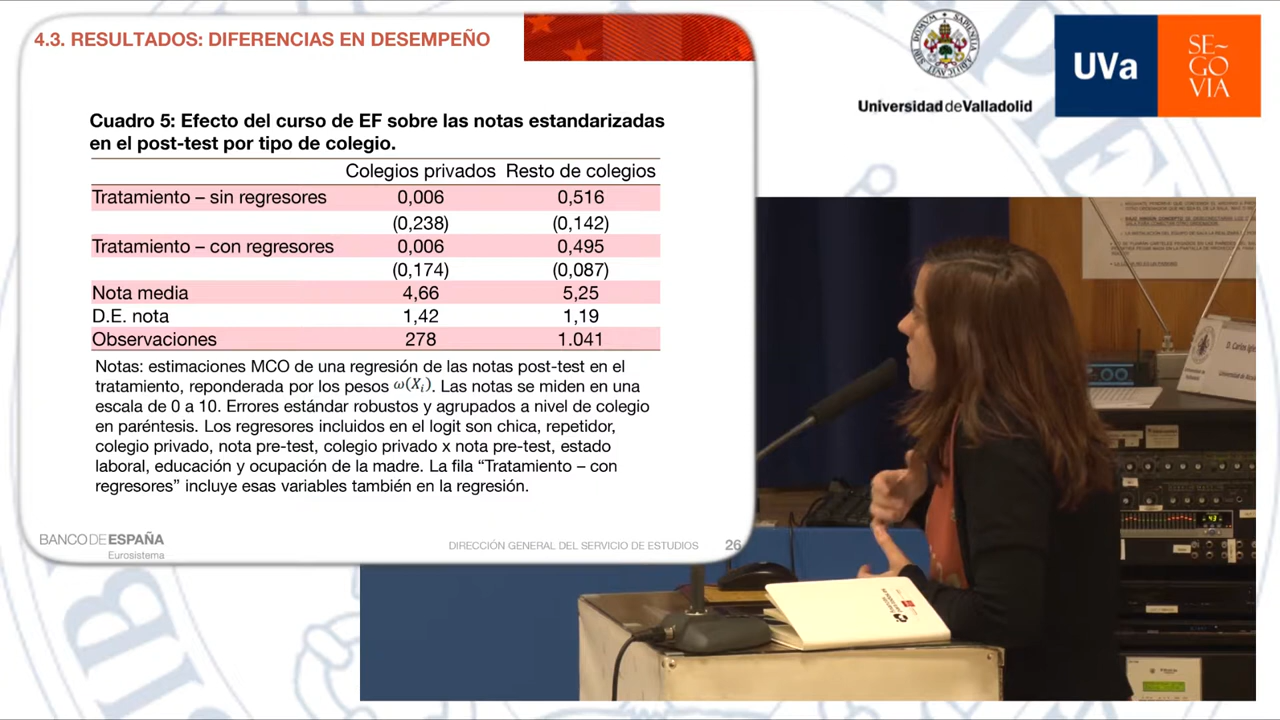 4.3. RESULTADOS: DIFERENCIAS EN DESEMPEÑO
Cuadro 5: Efecto del curso de EF sobre las notas estandarizadas
en el post-test por tipo de colegio.
Colegios privados Resto de colegios
Tratamiento – sin regresores 0,006 0,516
(0,238) (0,142)
Tratamiento – con regresores 0,006 0,495
(0,174) (0,087)
Nota media 4,66 5,25
D.E. nota 1,42 1,19
Observaciones 278 1.041
Notas: estimaciones MCO de una regresión de las notas post-test en el
tratamiento, reponderada por los pesos ω(Xᵢ). Las notas se miden en una
escala de 0 a 10. Errores estándar robustos y agrupados a nivel de colegio
en paréntesis. Los regresores incluidos en el logit son chica, repetidor,
colegio privado, nota pre-test, colegio privado x nota pre-test, estado
laboral, educación y ocupación de la madre. La fila “Tratamiento – con
regresores” incluye esas variables también en la regresión.
BANCO DE ESPAÑA
Eurosistema
DIRECCIÓN GENERAL DEL SERVICIO DE ESTUDIOS 26
Universidad de Valladolid
UVa
SE~
GO
VIA
D. Carlos
43